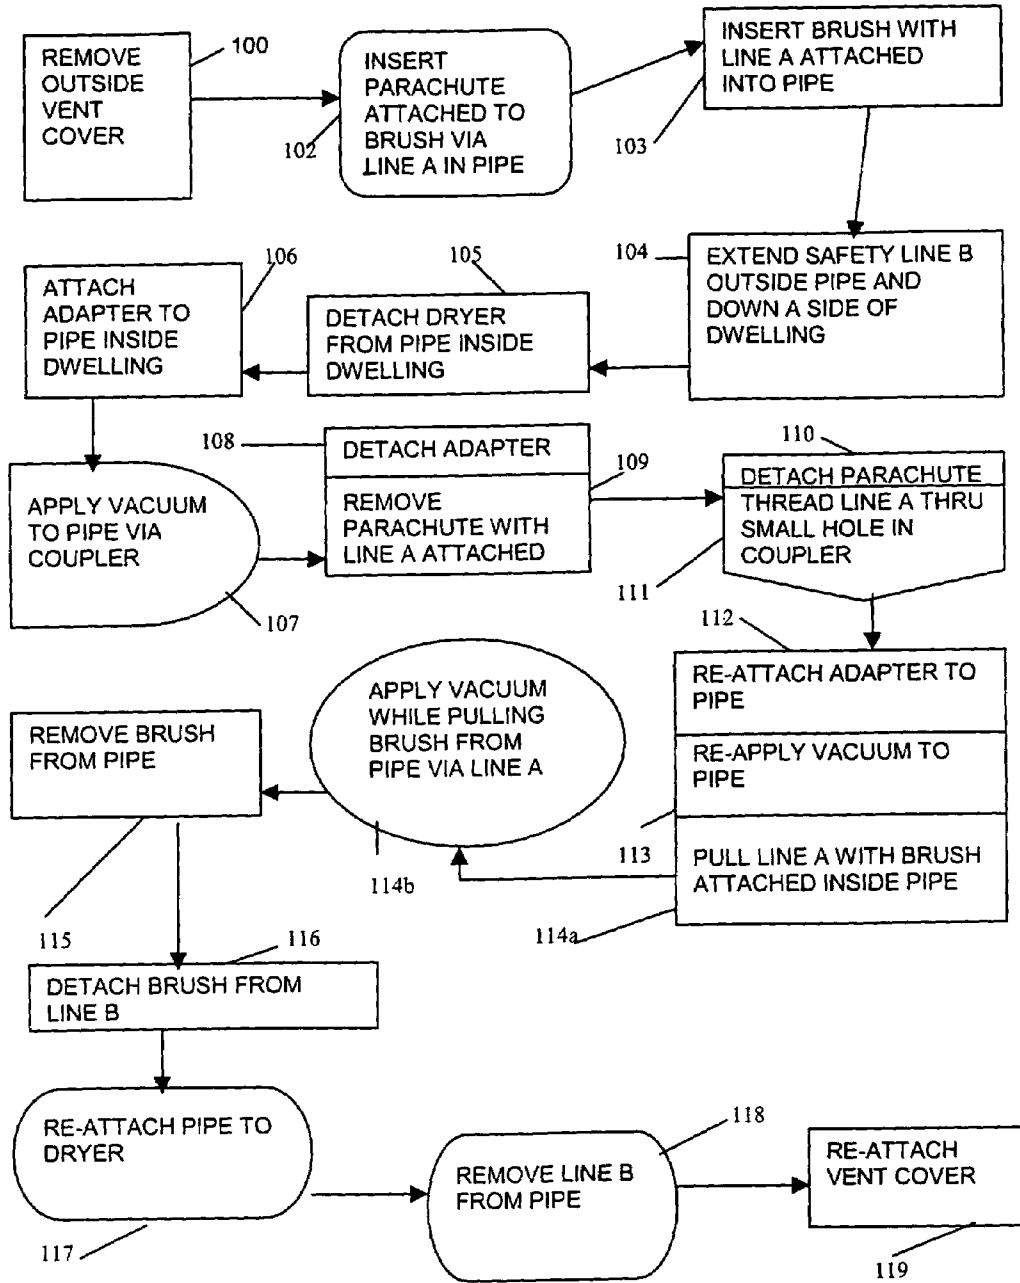 REMOVE
OUTSIDE
VENT
COVER
100
INSERT
PARACHUTE
ATTACHED TO
BRUSH VIA
LINE A IN PIPE
102
INSERT BRUSH WITH
LINE A ATTACHED
INTO PIPE
103
104
EXTEND SAFETY LINE B
OUTSIDE PIPE AND
DOWN A SIDE OF
DWELLING
105
DETACH DRYER
FROM PIPE INSIDE
DWELLING
106
ATTACH
ADAPTER TO
PIPE INSIDE
DWELLING
APPLY VACUUM
TO PIPE VIA
COUPLER
107
108
DETACH ADAPTER
109
REMOVE
PARACHUTE WITH
LINE A ATTACHED
110
DETACH PARACHUTE
THREAD LINE A THRU
SMALL HOLE IN
COUPLER
111
112
RE-ATTACH ADAPTER TO
PIPE
RE-APPLY VACUUM TO
PIPE
113
PULL LINE A WITH BRUSH
ATTACHED INSIDE PIPE
114a
APPLY VACUUM
WHILE PULLING
BRUSH FROM
PIPE VIA LINE A
114b
REMOVE BRUSH
FROM PIPE
115
116
DETACH BRUSH FROM
LINE B
RE-ATTACH PIPE TO
DRYER
117
118
REMOVE LINE B
FROM PIPE
RE-ATTACH
VENT COVER
119